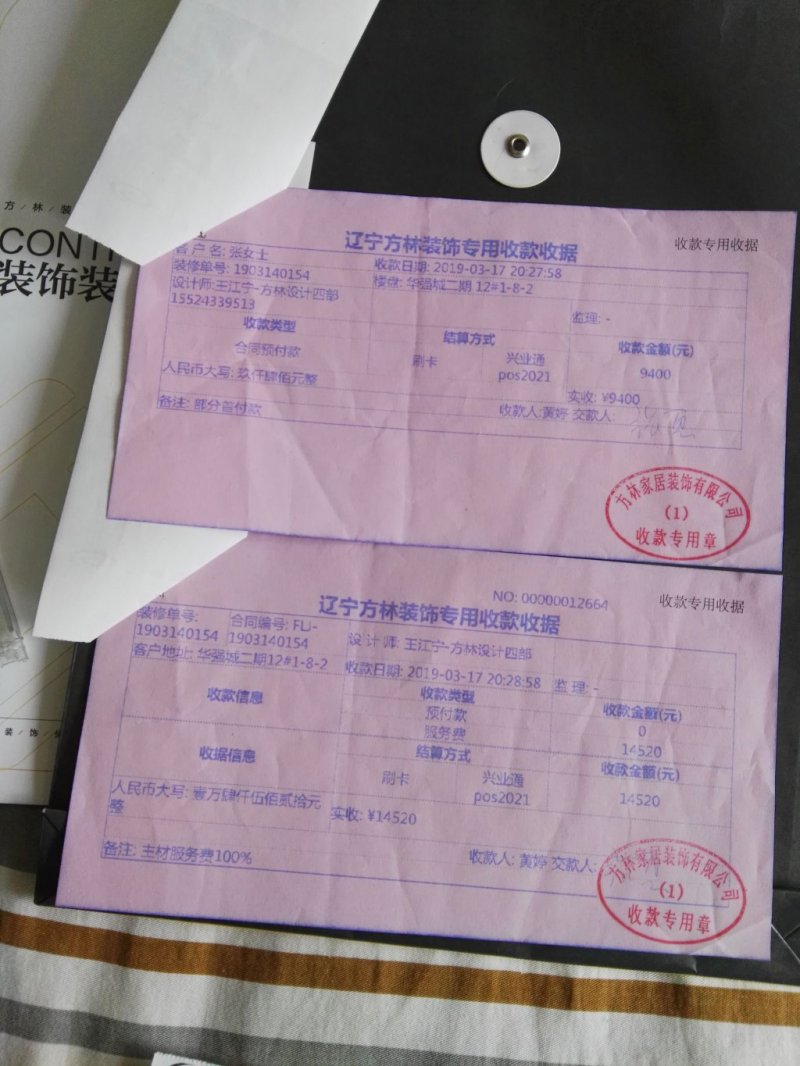 方 / 林 / 装
CONTI
装饰装
装 饰
辽宁方林装饰专用收款收据
收款专用收据
客户名: 张女士
装修单号: 1903140154
收款日期: 2019-03-17 20:27:58
设计师:王江宁-方林设计四部
15524339513
楼盘: 华强城二期 12#1-8-2
监理: -
收款类型
结算方式
收款金额(元)
合同预付款
刷卡
兴业通
pos2021
9400
人民币大写: 玖仟肆佰元整
实收: ¥9400
备注: 部分首付款
收款人:黄婷 交款人:
方林家居装饰有限公司
(1)
收款专用章
NO: 00000012664
辽宁方林装饰专用收款收据
收款专用收据
装修单号:
1903140154
合同编号: FLJ-
1903140154
设计师: 王江宁-方林设计四部
客户地址: 华强城二期12#1-8-2
收款日期: 2019-03-17 20:28:58
监理: -
收款信息
收款类型
收款金额(元)
预付款
0
服务费
14520
收据信息
结算方式
收款金额(元)
刷卡
兴业通
pos2021
14520
人民币大写: 壹万肆仟伍佰贰拾元
整
实收: ¥14520
备注: 主材服务费100%
收款人: 黄婷 交款人:
方林家居装饰有限公司
(1)
收款专用章